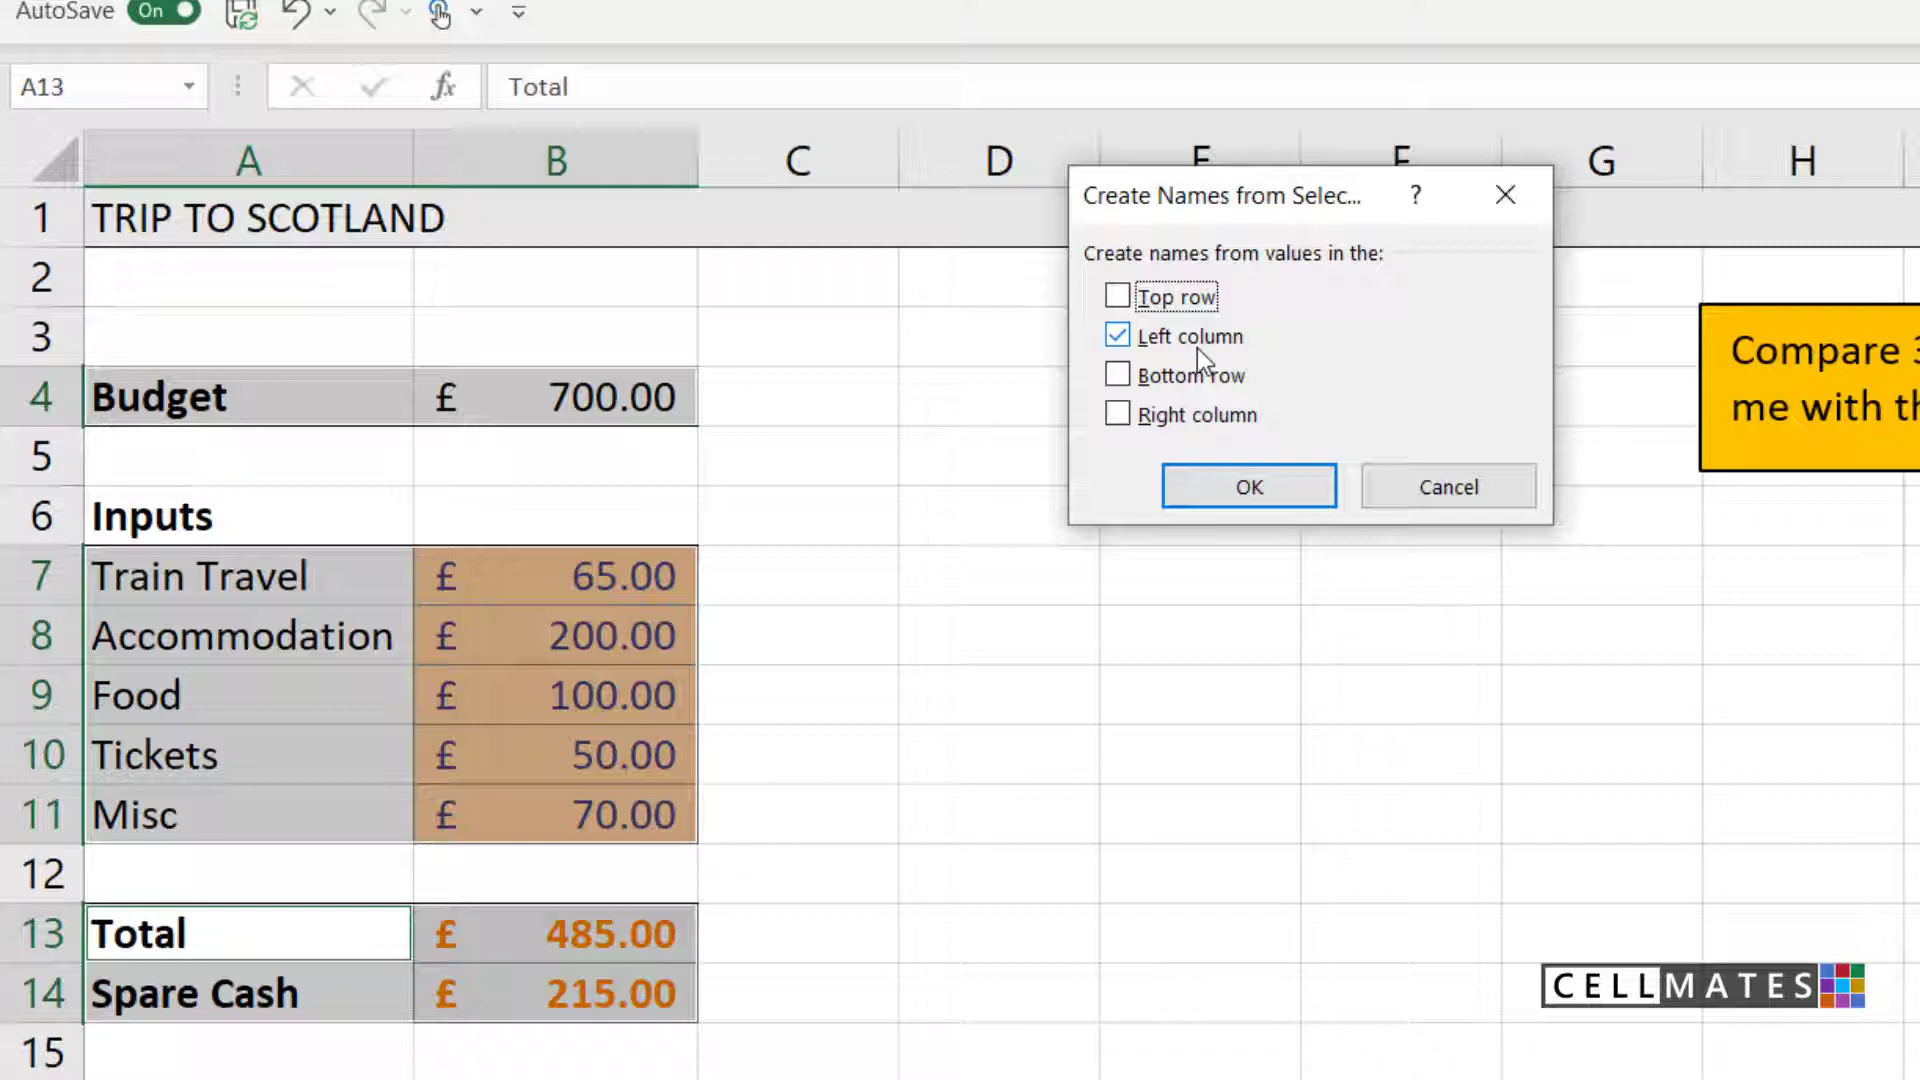 AutoSave On
A13 fx Total
A B C D E F G H
1 TRIP TO SCOTLAND
2
3
4 Budget £ 700.00
5
6 Inputs
7 Train Travel £ 65.00
8 Accommodation £ 200.00
9 Food £ 100.00
10 Tickets £ 50.00
11 Misc £ 70.00
12
13 Total £ 485.00
14 Spare Cash £ 215.00
15
Create Names from Selec... ?
Create names from values in the:
Top row
Left column
Bottom row
Right column
OK Cancel
Compare
me with
CELLMATES